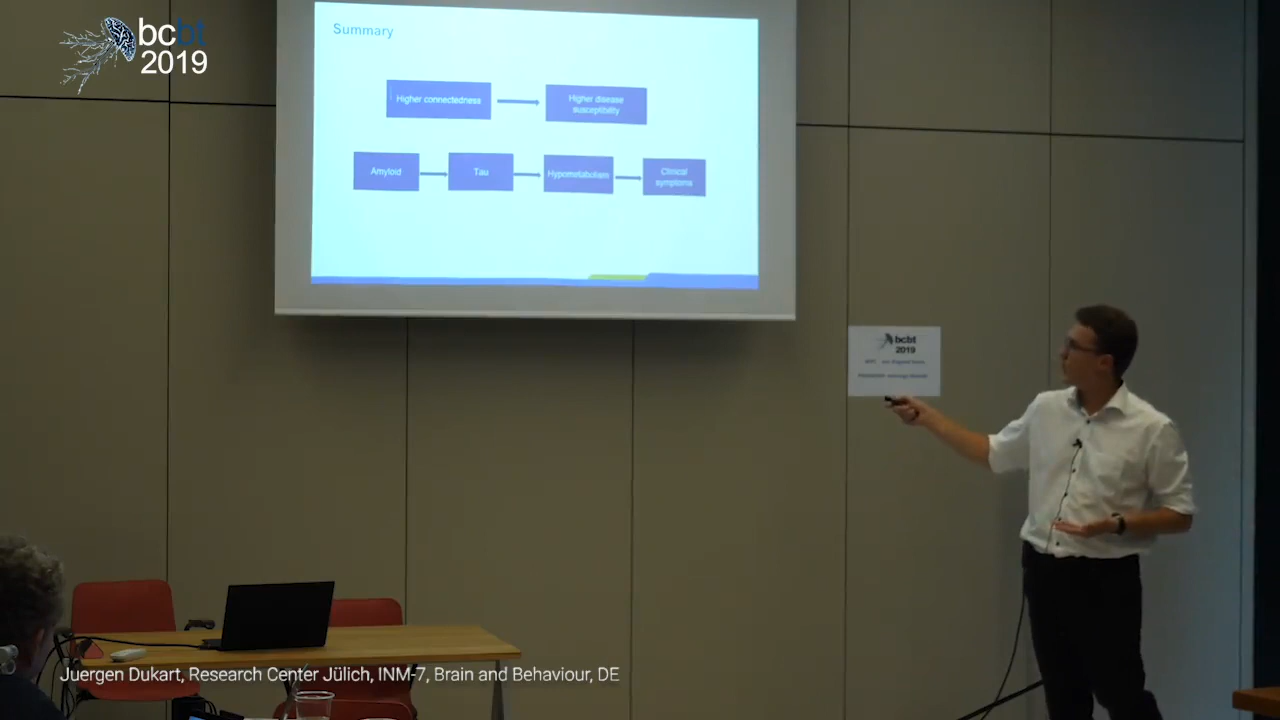 bcbt
2019
Summary
Higher connectedness
Higher disease
susceptibility
Amyloid
Tau
Hypometabolism
Clinical
symptoms
bcbt
2019
Juergen Dukart, Research Center Jülich, INM-7, Brain and Behaviour, DE